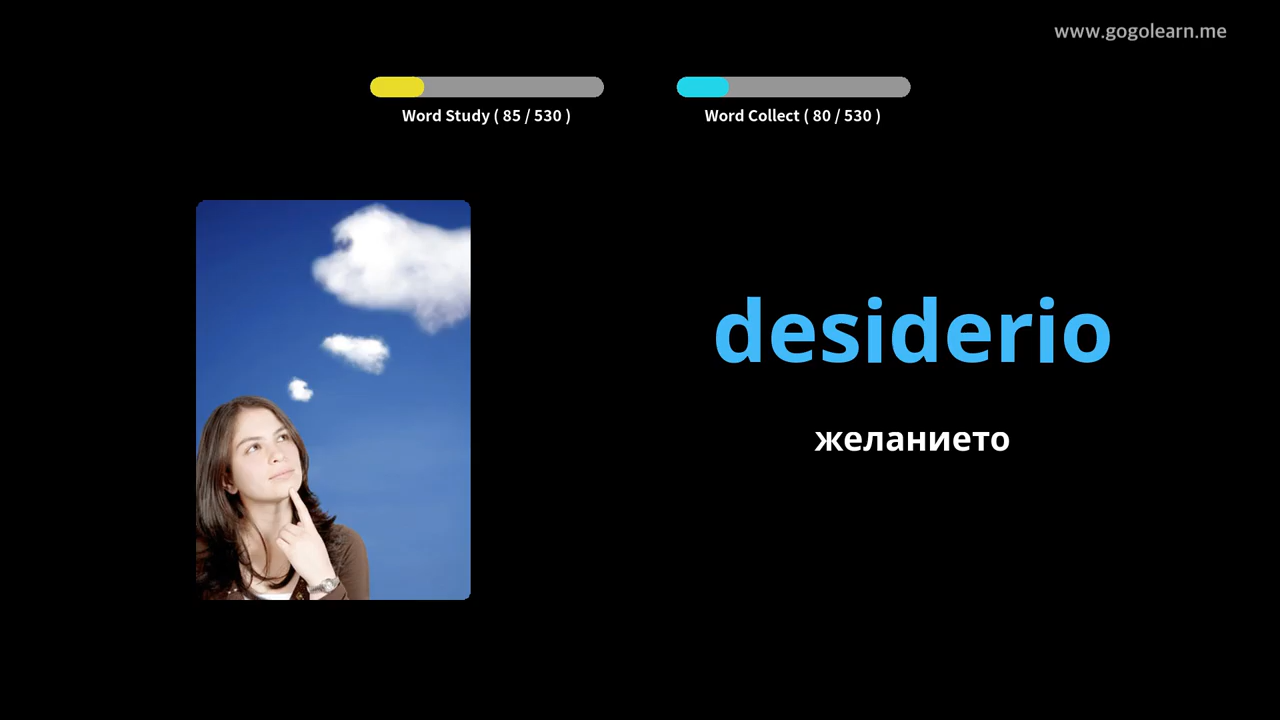 www.gogolearn.me
Word Study ( 85 / 530 )
Word Collect ( 80 / 530 )
desiderio
желанието